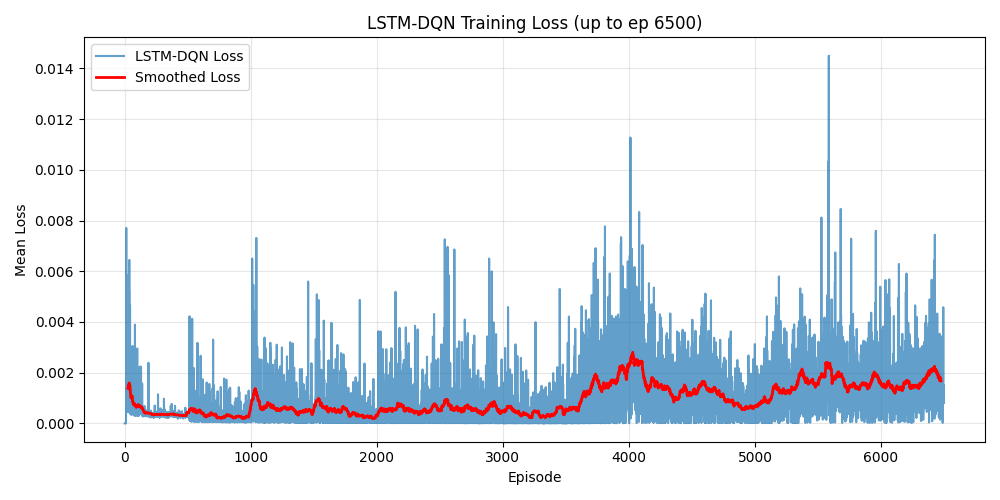 LSTM-DQN Training Loss (up to ep 6500)
LSTM-DQN Loss
Smoothed Loss
Mean Loss
0.014
0.012
0.010
0.008
0.006
0.004
0.002
0.000
0 1000 2000 3000 4000 5000 6000
Episode